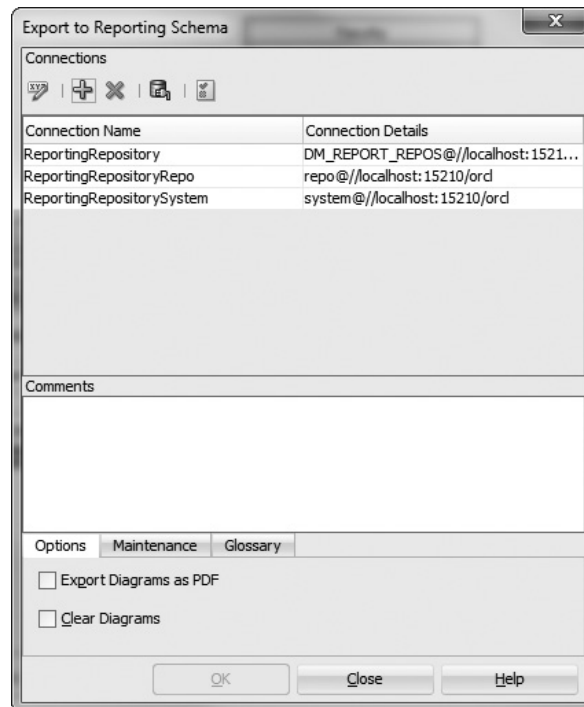 Export to Reporting Schema
Connections
Connection Name Connection Details
ReportingRepository DM_REPORT_REPOS@//localhost:1521...
ReportingRepositoryRepo repo@//localhost:15210/orcl
ReportingRepositorySystem system@//localhost:15210/orcl
Comments
Options Maintenance Glossary
Export Diagrams as PDF
Clear Diagrams
OK Close Help